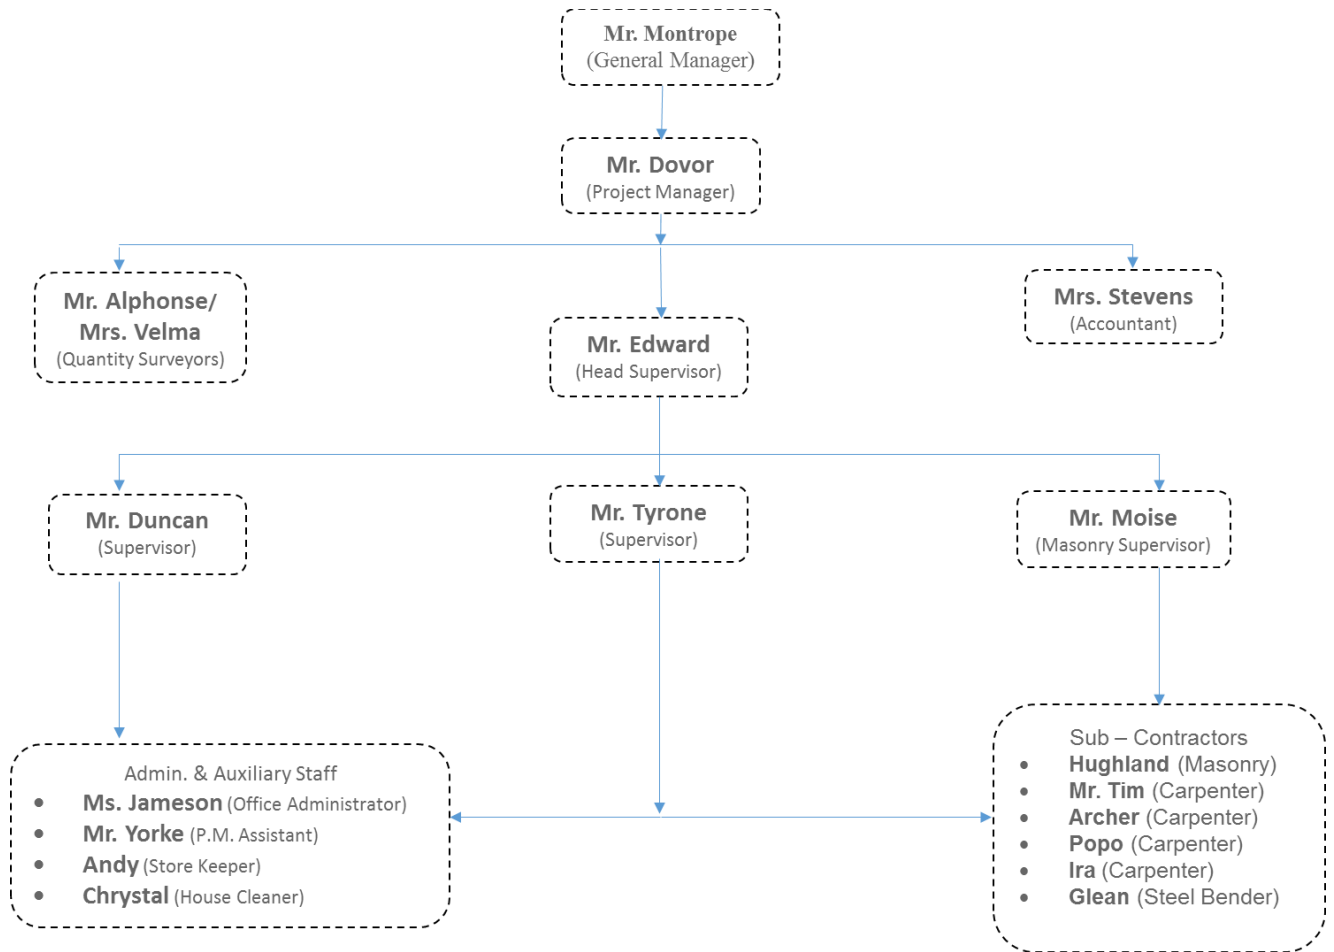 Mr. Montrope
(General Manager)
Mr. Dovor
(Project Manager)
Mr. Alphonse/
Mrs. Velma
(Quantity Surveyors)
Mr. Edward
(Head Supervisor)
Mrs. Stevens
(Accountant)
Mr. Duncan
(Supervisor)
Mr. Tyrone
(Supervisor)
Mr. Moise
(Masonry Supervisor)
Admin. & Auxiliary Staff
• Ms. Jameson (Office Administrator)
• Mr. Yorke (P.M. Assistant)
• Andy (Store Keeper)
• Chrystal (House Cleaner)
Sub – Contractors
• Hughland (Masonry)
• Mr. Tim (Carpenter)
• Archer (Carpenter)
• Popo (Carpenter)
• Ira (Carpenter)
• Glean (Steel Bender)